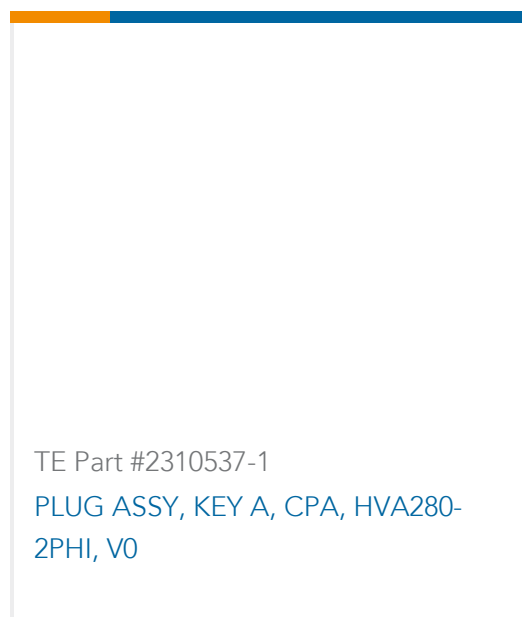 TE Part #2310537-1
PLUG ASSY, KEY A, CPA, HVA280-
2PHI, V0